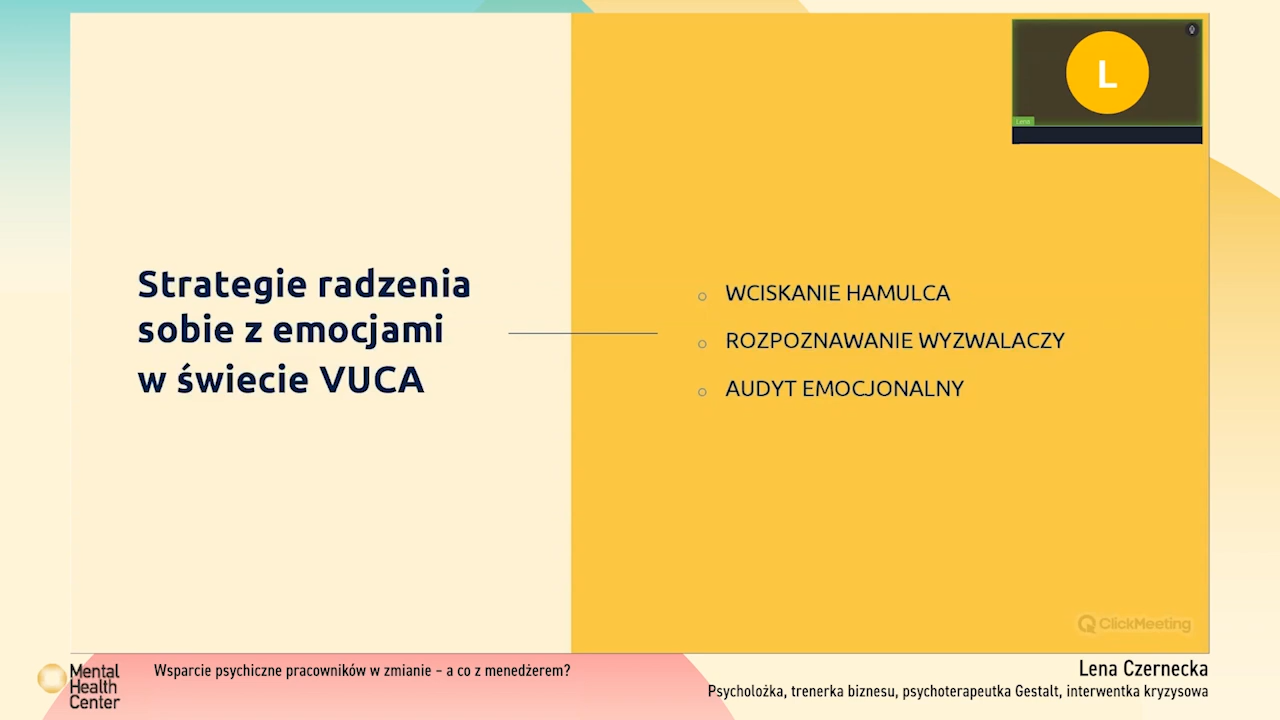 L
Lena
Strategie radzenia
sobie z emocjami
w świecie VUCA
WCISKANIE HAMULCA
ROZPOZNAWANIE WYZWALACZY
AUDYT EMOCJONALNY
ClickMeeting
Mental
Health
Center
Wsparcie psychiczne pracowników w zmianie – a co z menedżerem?
Lena Czernecka
Psycholożka, trenerka biznesu, psychoterapeutka Gestalt, interwentka kryzysowa